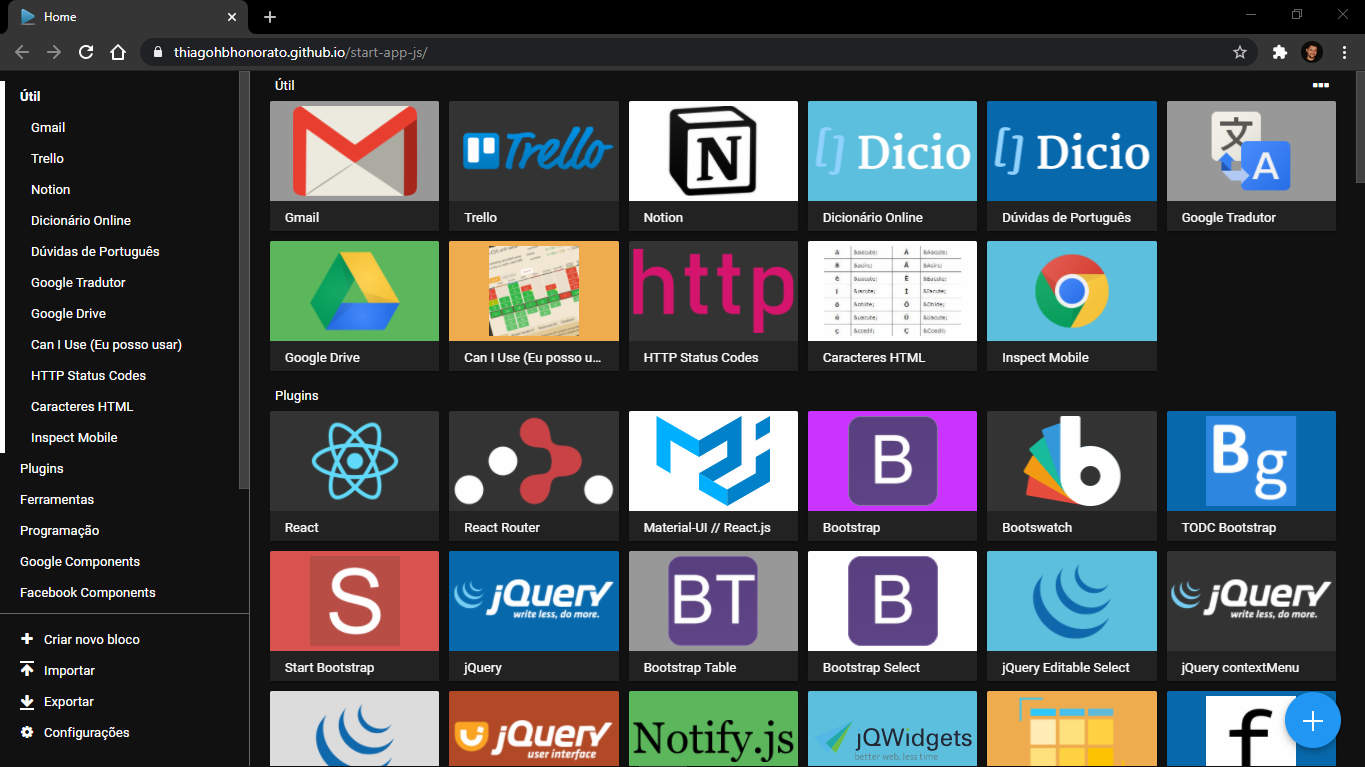 Home
thiagohbhonorato.github.io/start-app-js/
Útil
Gmail
Trello
Notion
Dicionário Online
Dúvidas de Português
Google Tradutor
Google Drive
Can I Use (Eu posso usar)
HTTP Status Codes
Caracteres HTML
Inspect Mobile
Plugins
Ferramentas
Programação
Google Components
Facebook Components
Criar novo bloco
Importar
Exportar
Configurações
Útil
Trello
N
[] Dicio
[] Dicio
文 A
Gmail
Trello
Notion
Dicionário Online
Dúvidas de Português
Google Tradutor
http
Google Drive
Can I Use (Eu posso u...
HTTP Status Codes
Caracteres HTML
Inspect Mobile
Plugins
B
b
Bg
React
React Router
Material-UI // React.js
Bootstrap
Bootswatch
TODC Bootstrap
S
jQuery
write less, do more.
BT
B
jQuery
write less, do more.
Start Bootstrap
jQuery
Bootstrap Table
Bootstrap Select
jQuery Editable Select
jQuery contextMenu
jQuery
user interface
Notify.js
jQWidgets
better web, less time
f